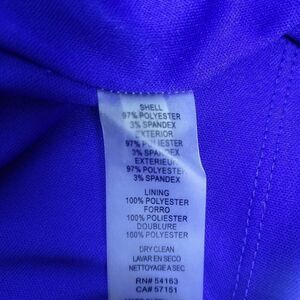 SHELL
97% POLYESTER
3% SPANDEX
EXTERIOR
97% POLIESTER
3% SPANDEX
EXTERIEUR
97% POLYESTER
3% SPANDEX
LINING
100% POLYESTER
FORRO
100% POLIESTER
DOUBLURE
100% POLYESTER
DRY CLEAN
LAVAR EN SECO
NETTOYAGE A SEC
RN# 54163
CA# 57151